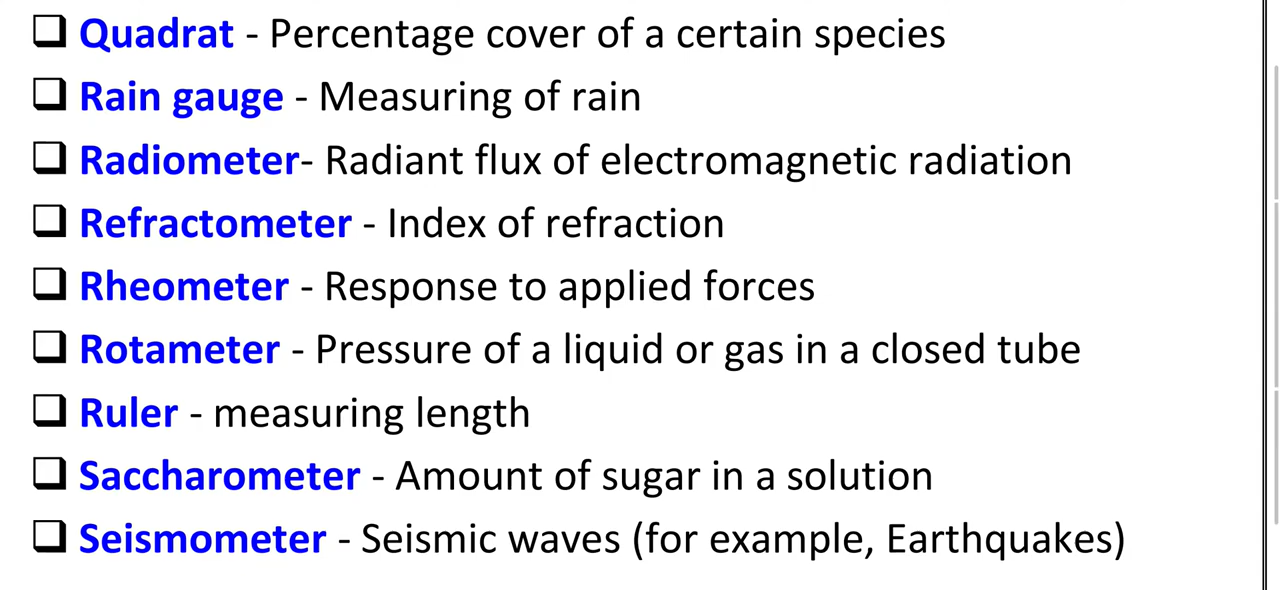 ❑ Quadrat - Percentage cover of a certain species
❑ Rain gauge - Measuring of rain
❑ Radiometer- Radiant flux of electromagnetic radiation
❑ Refractometer - Index of refraction
❑ Rheometer - Response to applied forces
❑ Rotameter - Pressure of a liquid or gas in a closed tube
❑ Ruler - measuring length
❑ Saccharometer - Amount of sugar in a solution
❑ Seismometer - Seismic waves (for example, Earthquakes)